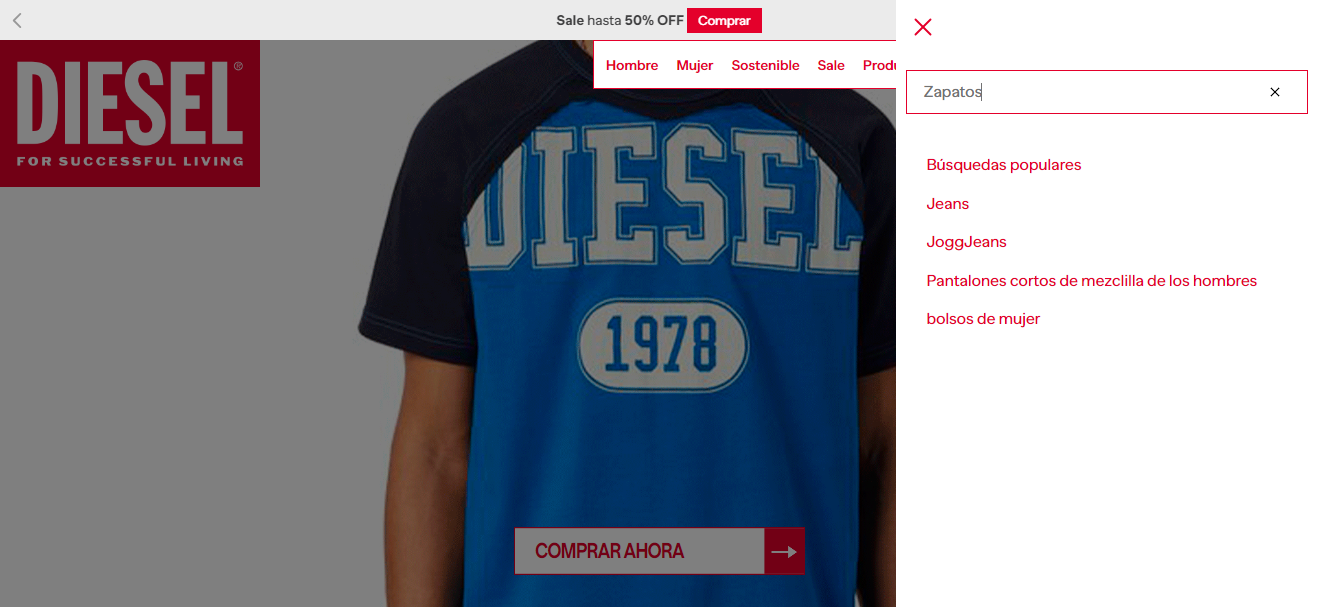 Sale hasta 50% OFF Comprar
DIESEL®
FOR SUCCESSFUL LIVING
Hombre Mujer Sostenible Sale Produ
DIESEL
1978
COMPRAR AHORA
Zapatos
Búsquedas populares
Jeans
JoggJeans
Pantalones cortos de mezclilla de los hombres
bolsos de mujer